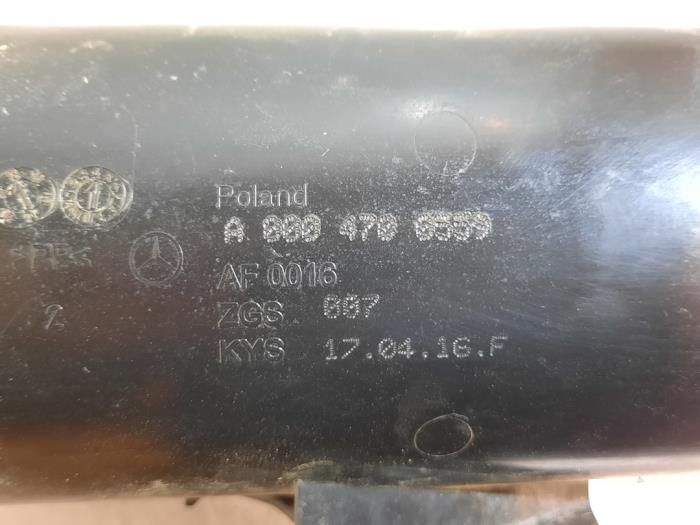 Poland
A 000 470 0559
AF 0016
ZGS 007
KYS 17.04.16.F